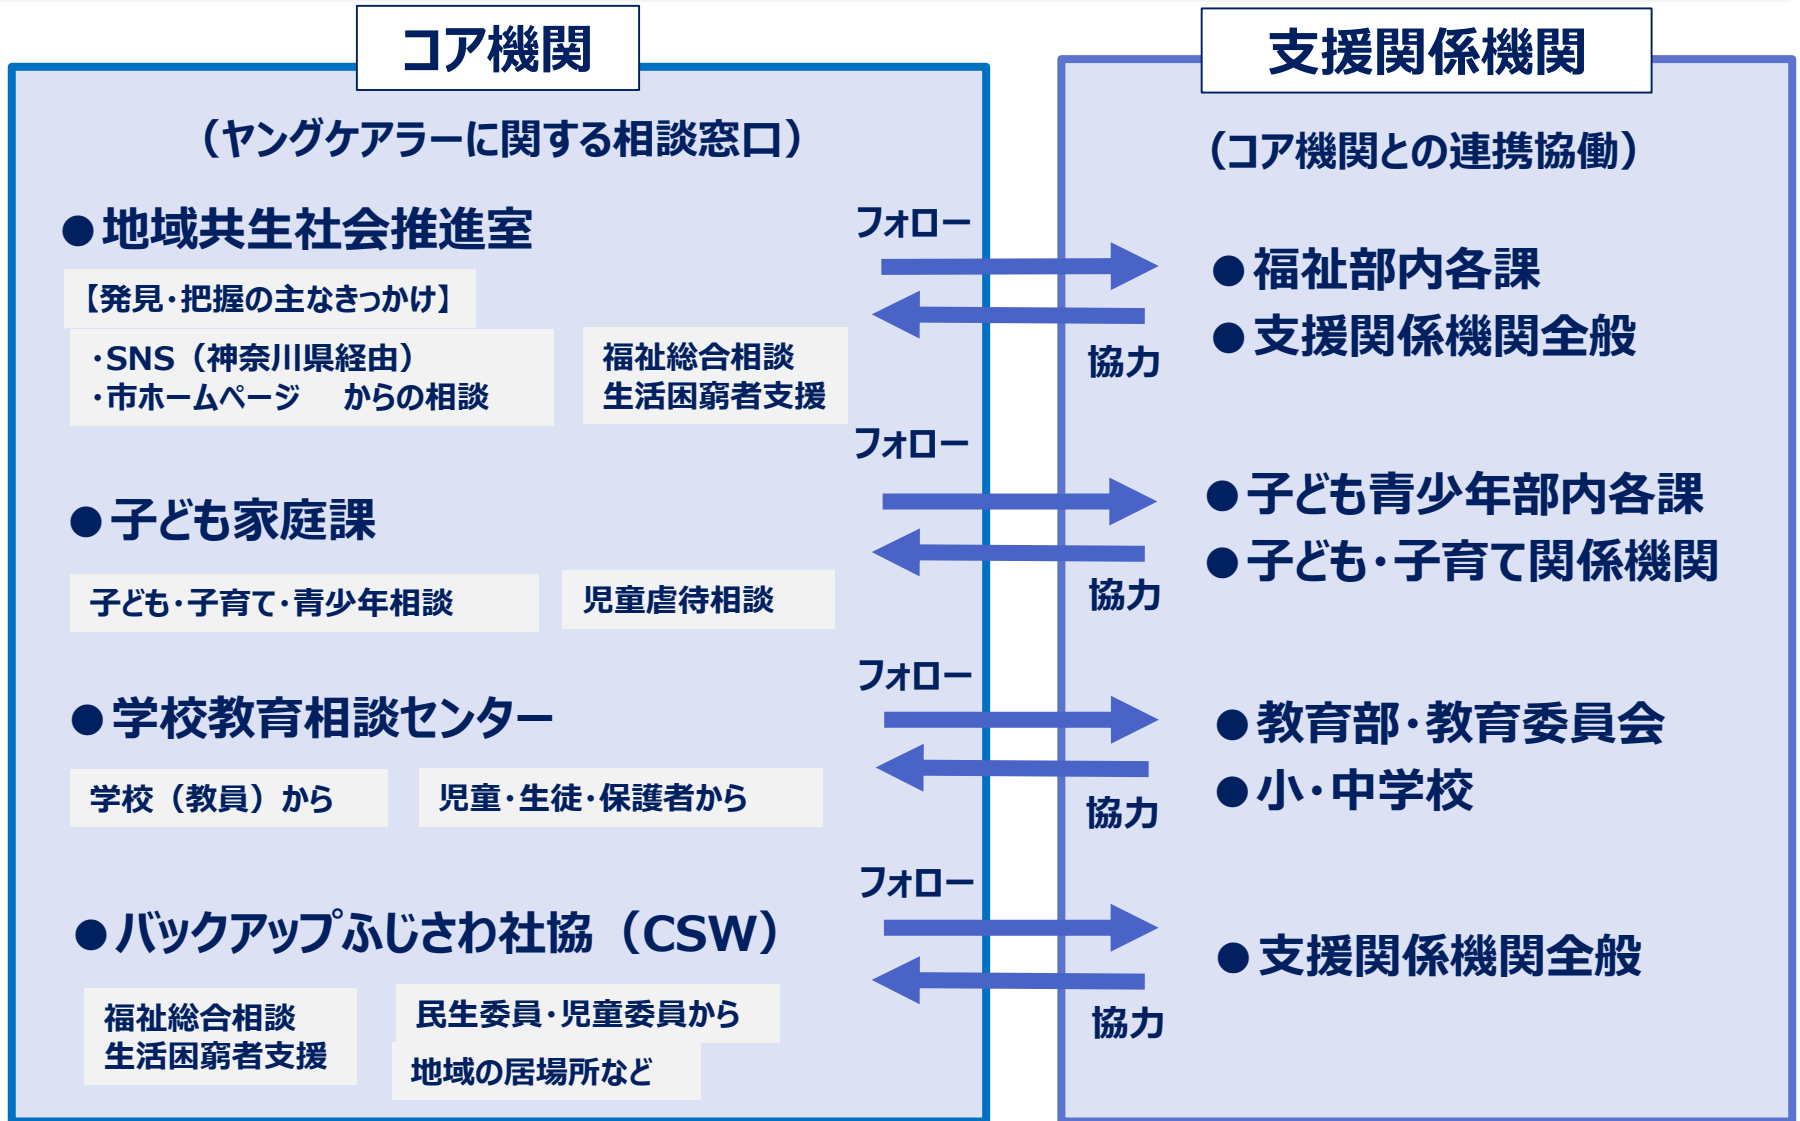 コア機関
（ヤングケアラーに関する相談窓口）
●地域共生社会推進室
【発見・把握の主なきっかけ】
・SNS（神奈川県経由）
・市ホームページ　からの相談
福祉総合相談
生活困窮者支援
●子ども家庭課
子ども・子育て・青少年相談
児童虐待相談
●学校教育相談センター
学校（教員）から
児童・生徒・保護者から
●バックアップふじさわ社協（CSW）
福祉総合相談
生活困窮者支援
民生委員・児童委員から
地域の居場所など
フォロー
協力
フォロー
協力
フォロー
協力
フォロー
協力
支援関係機関
（コア機関との連携協働）
●福祉部内各課
●支援関係機関全般
●子ども青少年部内各課
●子ども・子育て関係機関
●教育部・教育委員会
●小・中学校
●支援関係機関全般